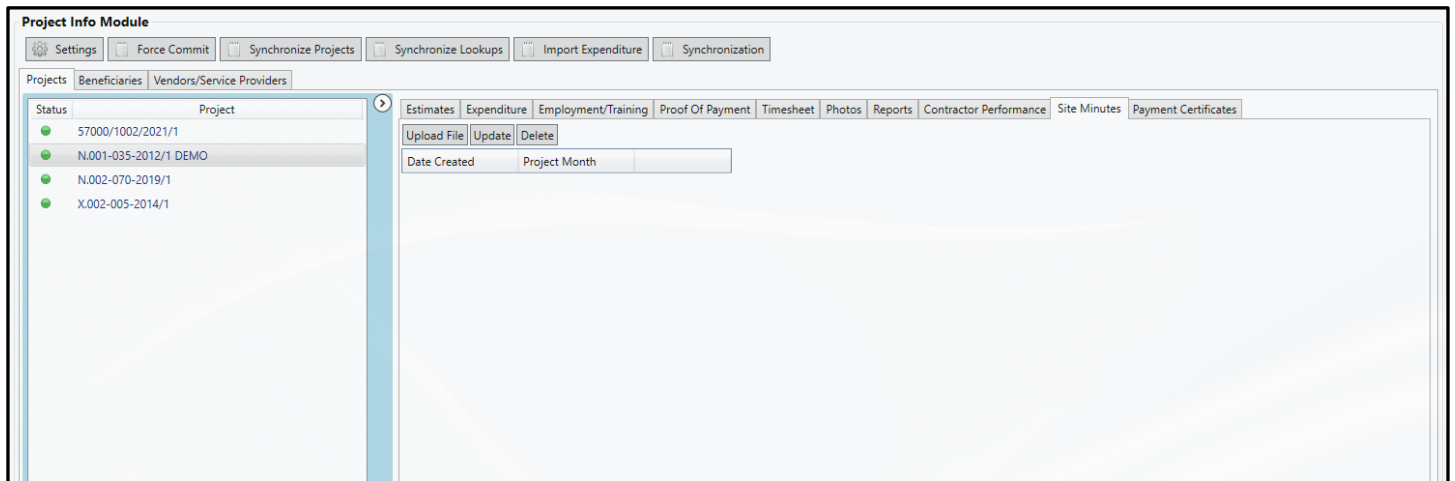 Project Info Module
Settings Force Commit Synchronize Projects Synchronize Lookups Import Expenditure Synchronization
Projects Beneficiaries Vendors/Service Providers
Status Project
57000/1002/2021/1
N.001-035-2012/1 DEMO
N.002-070-2019/1
X.002-005-2014/1
Estimates Expenditure Employment/Training Proof Of Payment Timesheet Photos Reports Contractor Performance Site Minutes Payment Certificates
Upload File Update Delete
Date Created Project Month